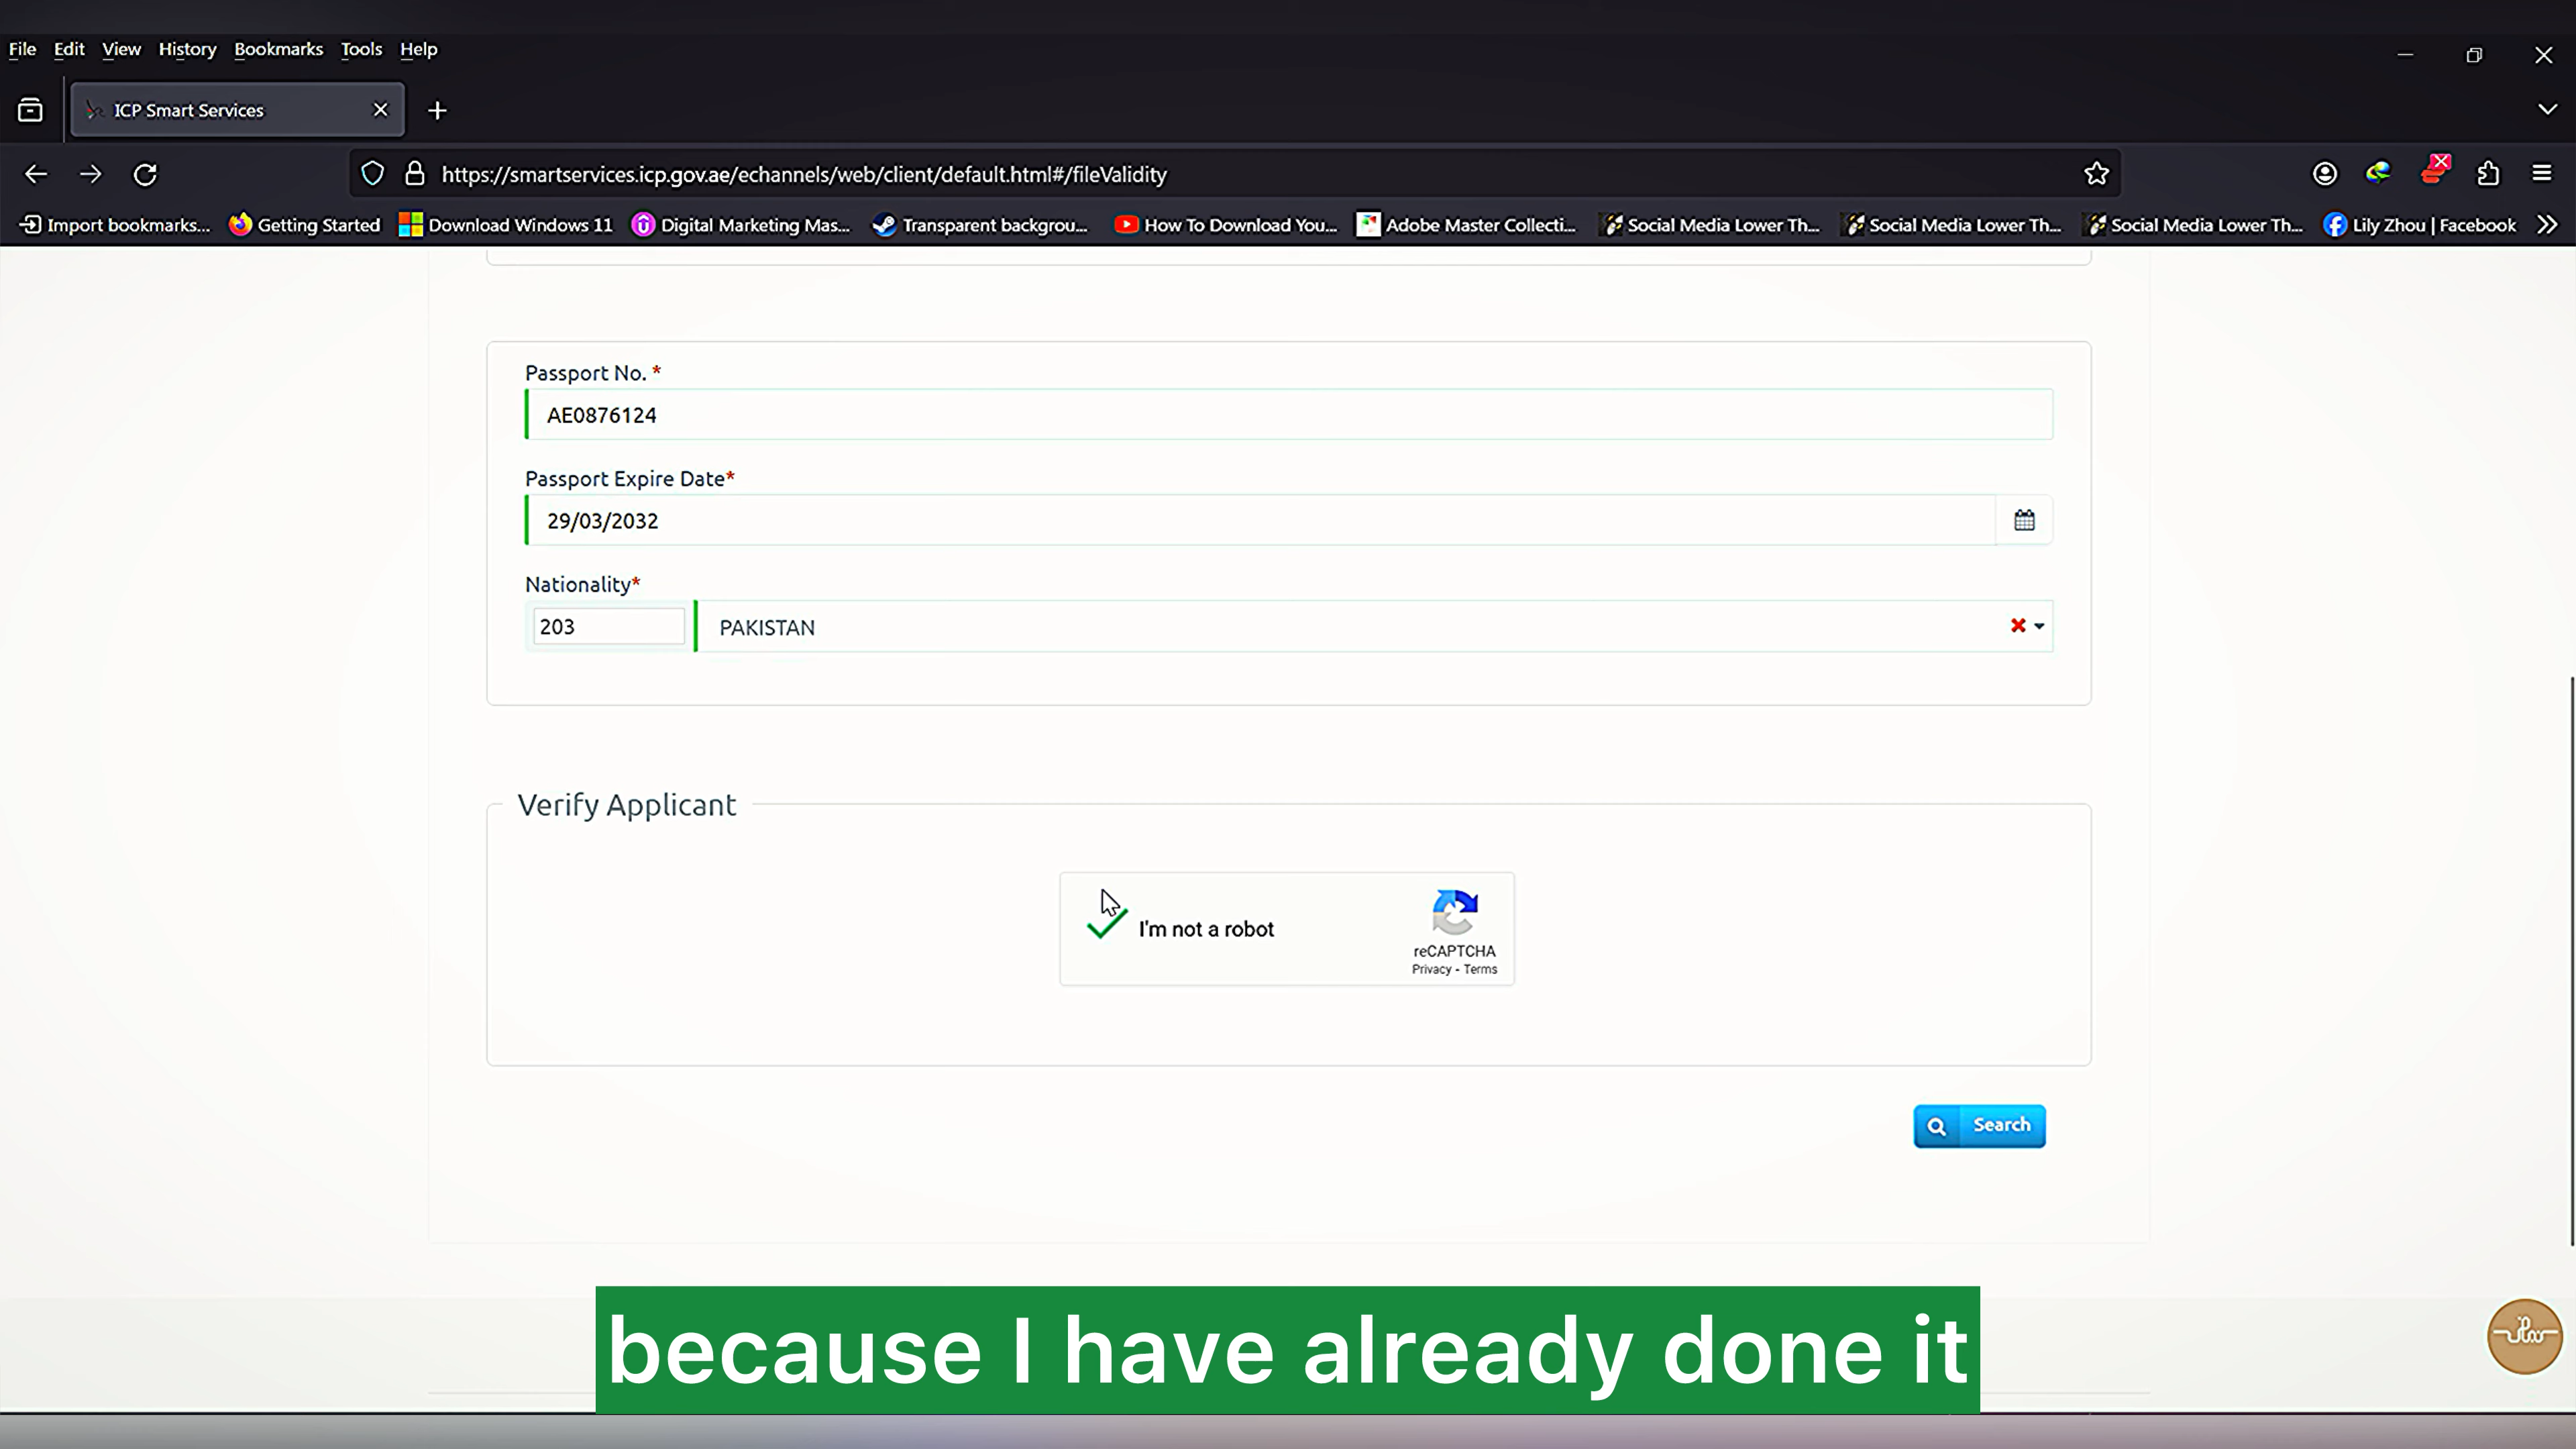 File Edit View History Bookmarks Tools Help
ICP Smart Services
https://smartservices.icp.gov.ae/echannels/web/client/default.html#/fileValidity
Import bookmarks... Getting Started Download Windows 11 Digital Marketing Mas... Transparent backgrou... How To Download You... Adobe Master Collecti... Social Media Lower Th... Social Media Lower Th... Social Media Lower Th... Lily Zhou | Facebook
Passport No. *
AE0876124
Passport Expire Date*
29/03/2032
Nationality*
203 PAKISTAN
Verify Applicant
I'm not a robot
reCAPTCHA
Privacy - Terms
Search
because I have already done it